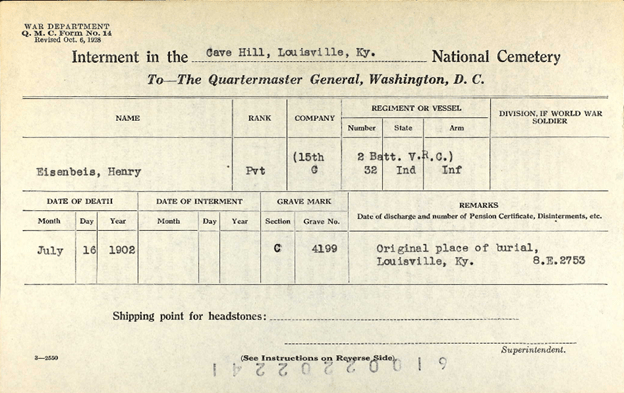 WAR DEPARTMENT
Q. M. C. Form No. 14
Revised Oct. 6, 1928
Interment in the Cave Hill, Louisville, Ky. National Cemetery
To—The Quartermaster General, Washington, D. C.
NAME RANK COMPANY REGIMENT OR VESSEL DIVISION, IF WORLD WAR SOLDIER
Number State Arm
(15th 2 Batt. V.R.C.)
Eisenbeis, Henry Pvt C 32 Ind Inf
DATE OF DEATH DATE OF INTERMENT GRAVE MARK REMARKS
Month Day Year Month Day Year Section Grave No. Date of discharge and number of Pension Certificate, Disinterments, etc.
July 16 1902 C 4199 Original place of burial,
Louisville, Ky. 8.E.2753
Shipping point for headstones:
Superintendent.
3—2550 (See Instructions on Reverse Side)
61002202241